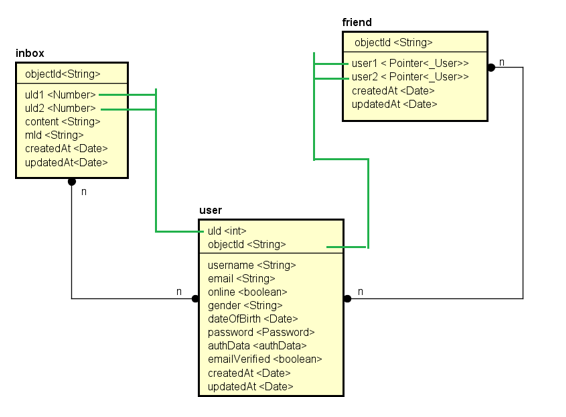 friend
objectId <String>
user1 < Pointer<_User>>
user2 < Pointer<_User>>
createdAt <Date>
updatedAt <Date>
n
inbox
objectId<String>
uId1 <Number>
uId2 <Number>
content <String>
mId <String>
createdAt <Date>
updatedAt<Date>
n
user
uId <int>
objectId <String>
username <String>
email <String>
online <boolean>
gender <String>
dateOfBirth <Date>
password <Password>
authData <authData>
emailVerified <boolean>
createdAt <Date>
updatedAt <Date>
n
n